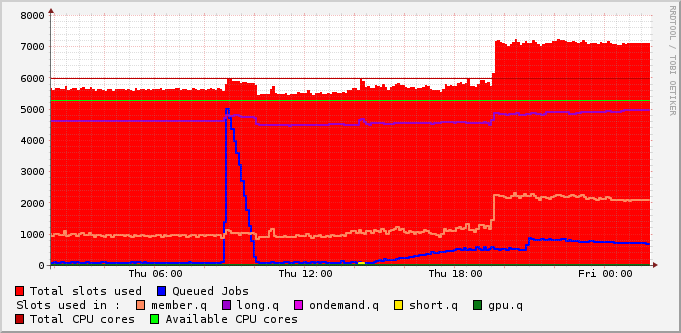 8000
7000
6000
5000
4000
3000
2000
1000
0
Thu 06:00 Thu 12:00 Thu 18:00 Fri 00:00
RRDTOOL / TOBI OETIKER
Total slots used Queued Jobs
Slots used in : member.q long.q ondemand.q short.q gpu.q
Total CPU cores Available CPU cores